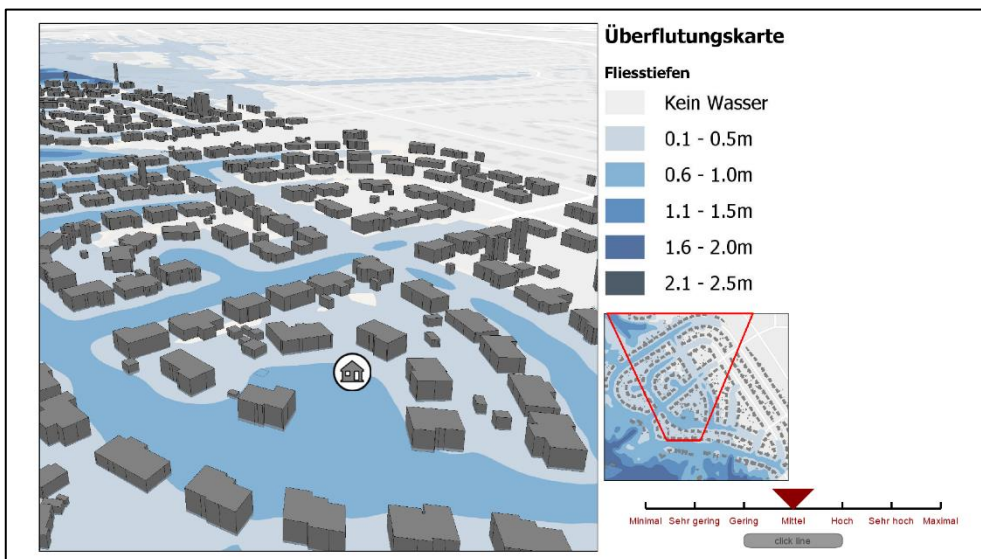 Überflutungskarte
Fliesstiefen
Kein Wasser
0.1 - 0.5m
0.6 - 1.0m
1.1 - 1.5m
1.6 - 2.0m
2.1 - 2.5m
Minimal Sehr gering Gering Mittel Hoch Sehr hoch Maximal
click line